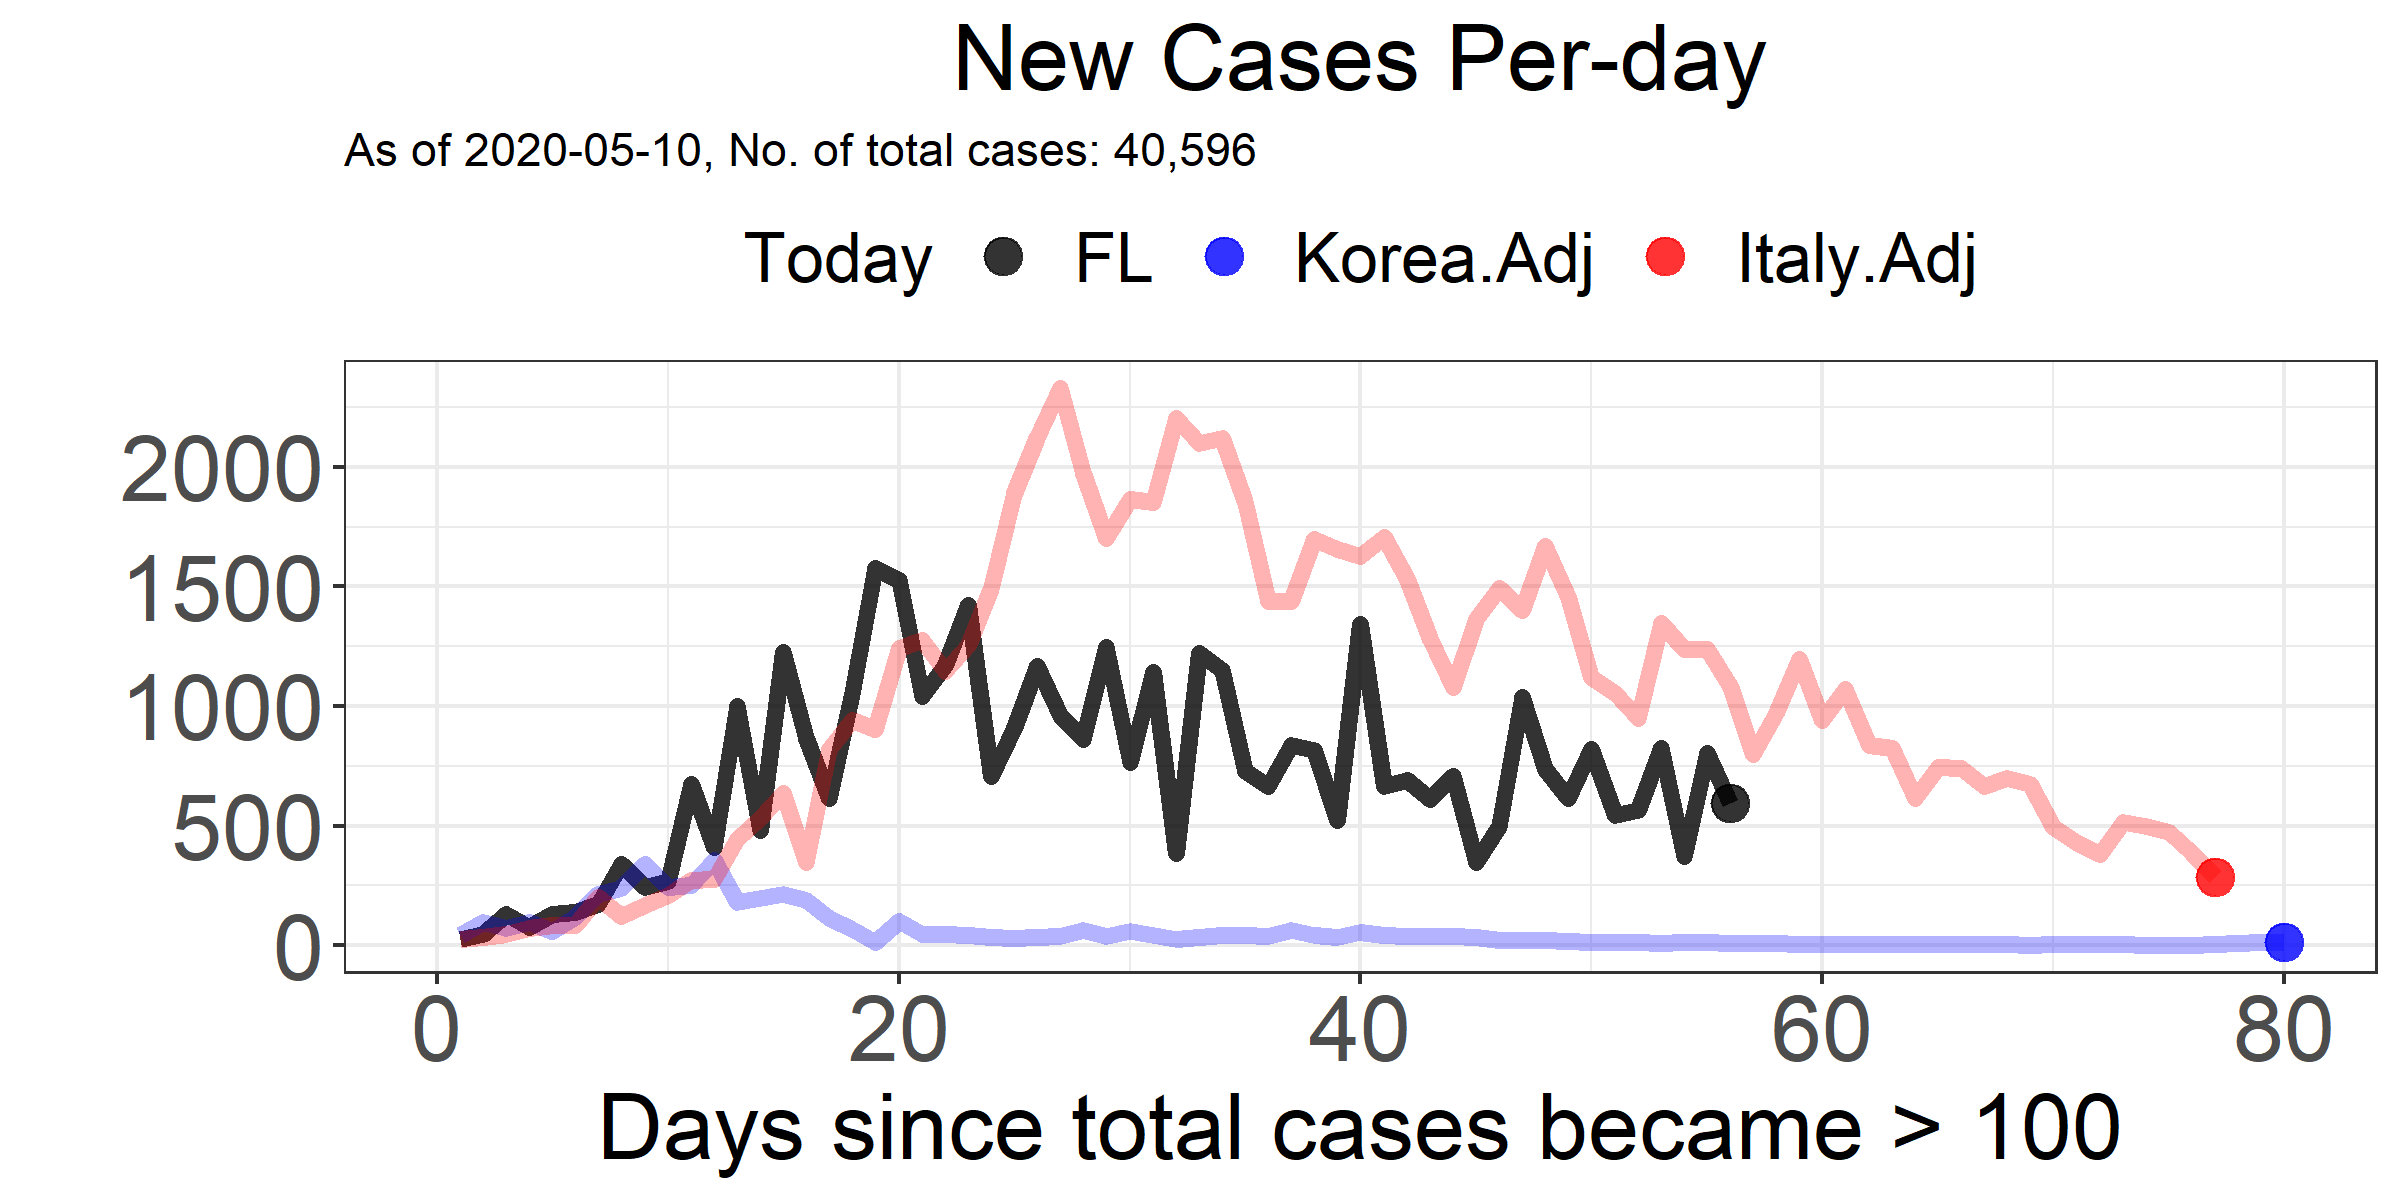 New Cases Per-day
As of 2020-05-10, No. of total cases: 40,596
Today FL Korea.Adj Italy.Adj
2000
1500
1000
500
0
0 20 40 60 80
Days since total cases became > 100